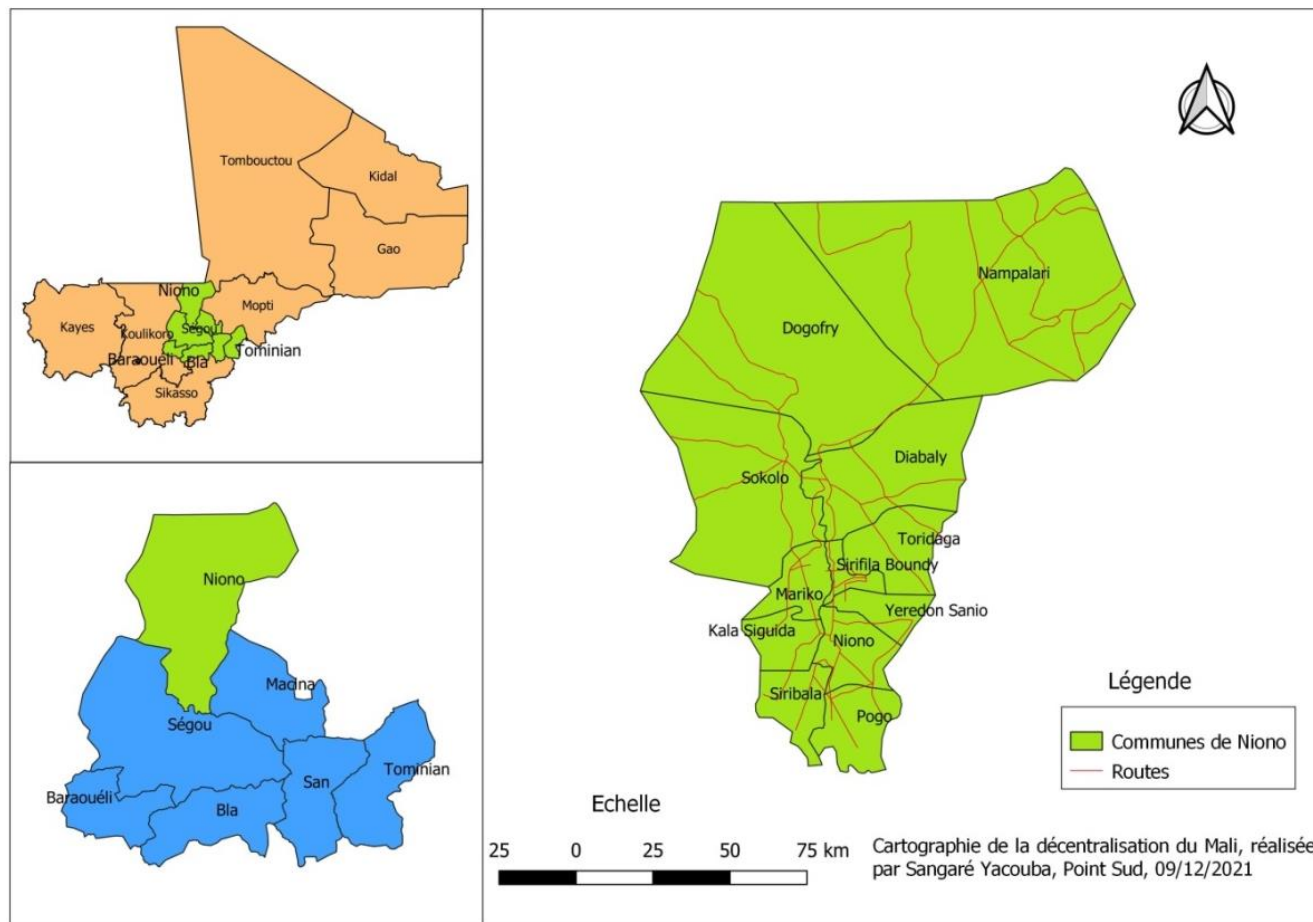 Tombouctou
Kidal
Gao
Niono
Mopti
Kayes
Koulikoro
Ségou
Tominian
Baraouéli
Bla
Sikasso
Niono
Macina
Ségou
Tominian
San
Baraouéli
Bla
Nampalari
Dogofry
Diabaly
Sokolo
Toridaga
Sirifila Boundy
Mariko
Yeredon Sanio
Kala Siguida
Niono
Siribala
Pogo
Légende
Communes de Niono
Routes
Echelle
25 0 25 50 75 km
Cartographie de la décentralisation du Mali, réalisée
par Sangaré Yacouba, Point Sud, 09/12/2021